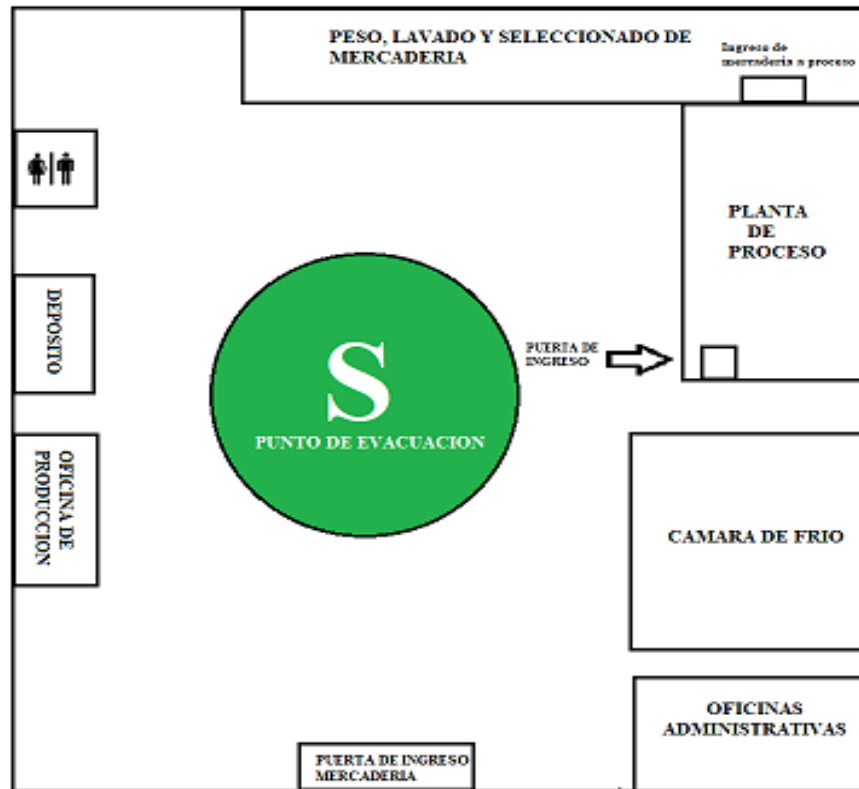 PESO, LAVADO Y SELECCIONADO DE
MERCADERIA
Ingreso de
mercaderia a proceso
PLANTA
DE
PROCESO
DEPOSITO
S
PUNTO DE EVACUACION
PUERTA DE
INGRESO
OFICINA DE
PRODUCCION
CAMARA DE FRIO
OFICINAS
ADMINISTRATIVAS
PUERTA DE INGRESO
MERCADERIA